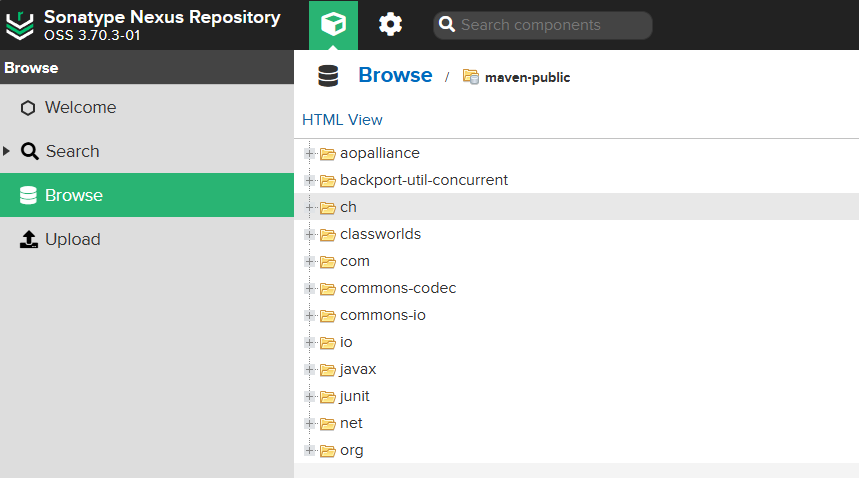 Sonatype Nexus Repository
OSS 3.70.3-01
Search components
Browse
Browse / maven-public
Welcome
Search
Browse
Upload
HTML View
aopalliance
backport-util-concurrent
ch
classworlds
com
commons-codec
commons-io
io
javax
junit
net
org